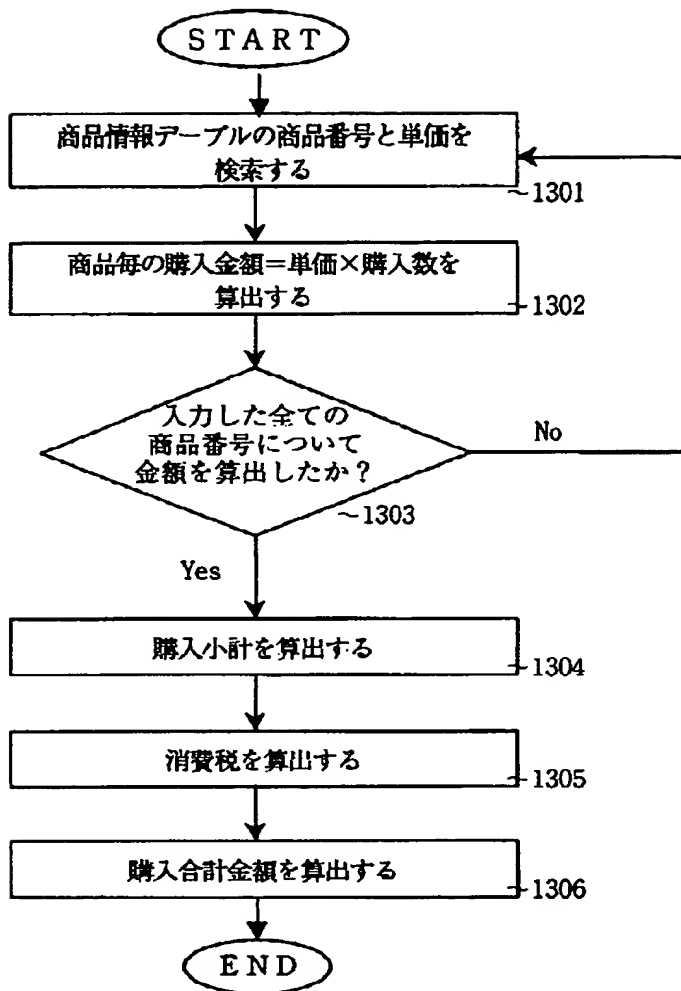 START
商品情報テーブルの商品番号と単価を
検索する
～1301
商品毎の購入金額＝単価×購入数を
算出する
～1302
入力した全ての
商品番号について
金額を算出したか？
～1303
No
Yes
購入小計を算出する
～1304
消費税を算出する
～1305
購入合計金額を算出する
～1306
END